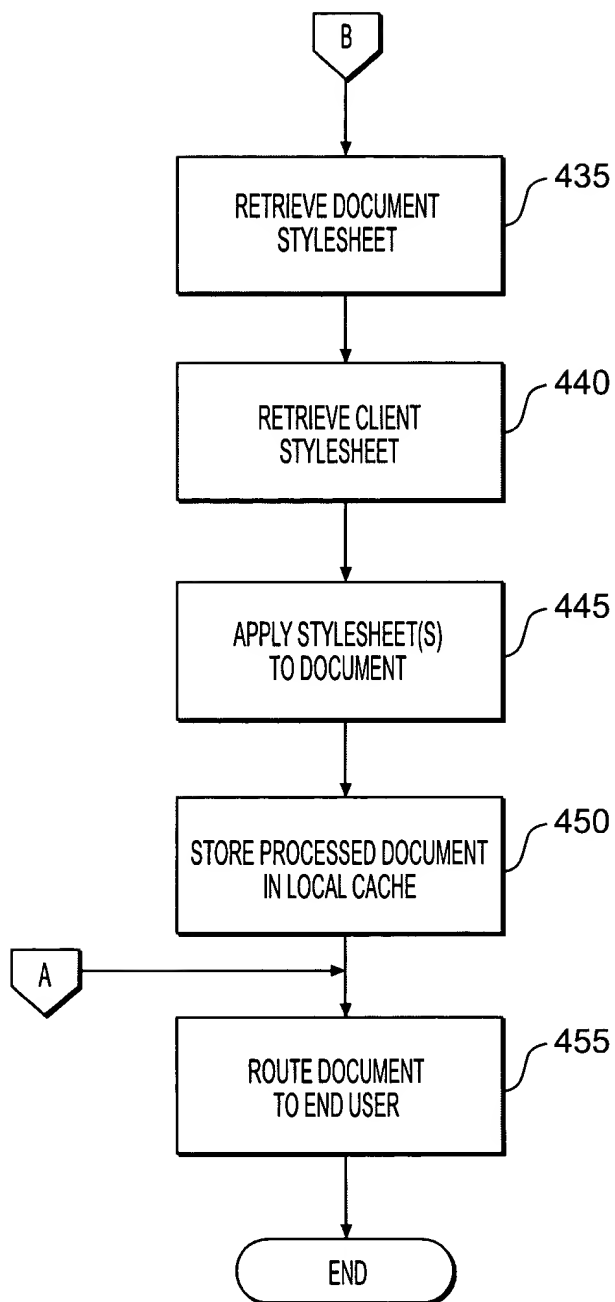 B
RETRIEVE DOCUMENT
STYLESHEET
435
RETRIEVE CLIENT
STYLESHEET
440
APPLY STYLESHEET(S)
TO DOCUMENT
445
STORE PROCESSED DOCUMENT
IN LOCAL CACHE
450
A
ROUTE DOCUMENT
TO END USER
455
END